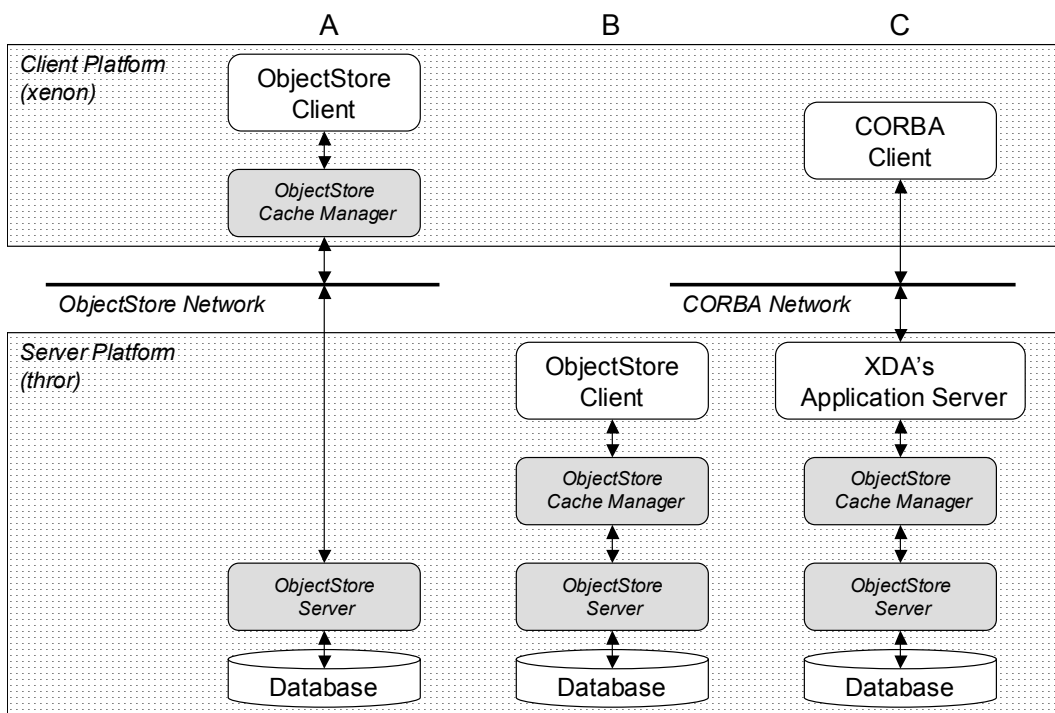 A
B
C
Client Platform
(xenon)
ObjectStore
Client
ObjectStore
Cache Manager
CORBA
Client
ObjectStore Network
CORBA Network
Server Platform
(thror)
ObjectStore
Client
XDA's
Application Server
ObjectStore
Cache Manager
ObjectStore
Cache Manager
ObjectStore
Server
ObjectStore
Server
ObjectStore
Server
Database
Database
Database